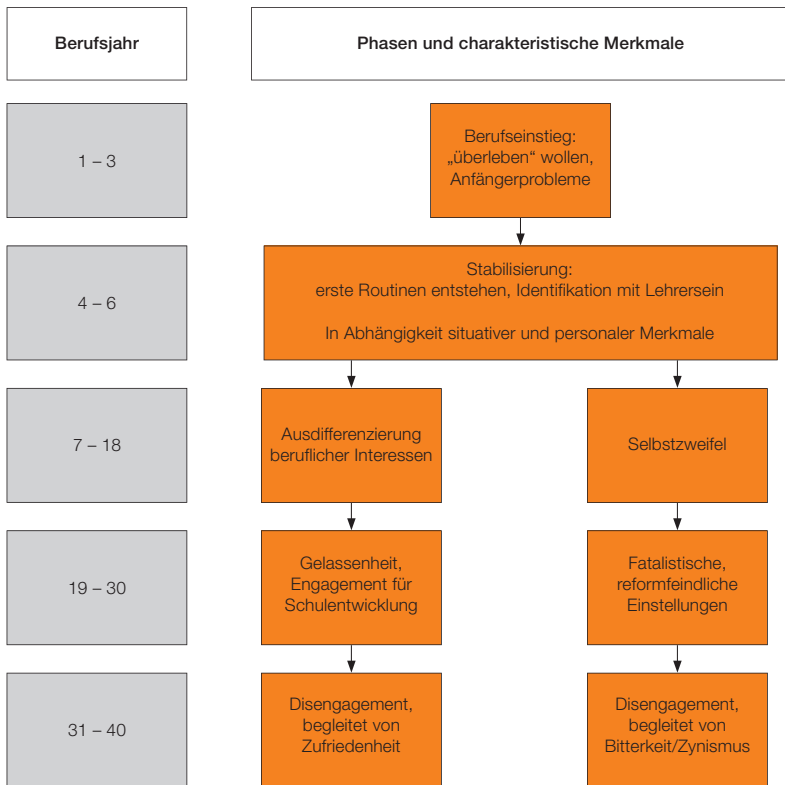 Berufsjahr
Phasen und charakteristische Merkmale
1 – 3
Berufseinstieg:
„überleben“ wollen,
Anfängerprobleme
4 – 6
Stabilisierung:
erste Routinen entstehen, Identifikation mit Lehrersein
In Abhängigkeit situativer und personaler Merkmale
7 – 18
Ausdifferenzierung
beruflicher Interessen
Selbstzweifel
19 – 30
Gelassenheit,
Engagement für
Schulentwicklung
Fatalistische,
reformfeindliche
Einstellungen
31 – 40
Disengagement,
begleitet von
Zufriedenheit
Disengagement,
begleitet von
Bitterkeit/Zynismus